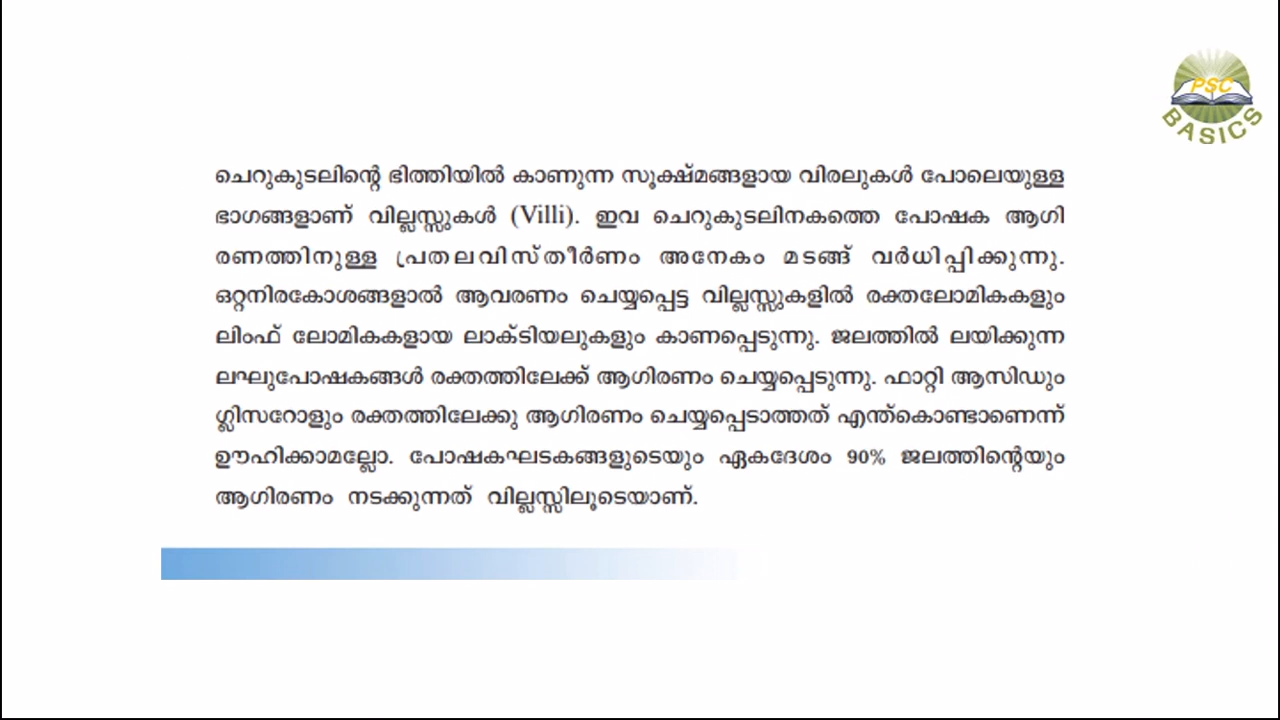 PSC
BASICS
ചെറുകുടലിന്റെ ഭിത്തിയിൽ കാണുന്ന സൂക്ഷ്മങ്ങളായ വിരലുകൾ പോലെയുള്ള
ഭാഗങ്ങളാണ് വില്ലസ്സുകൾ (Villi). ഇവ ചെറുകുടലിനകത്തെ പോഷക ആഗി
രണത്തിനുള്ള പ്രതലവിസ്തീർണം അനേകം മടങ്ങ് വർധിപ്പിക്കുന്നു.
ഒറ്റനിരകോശങ്ങളാൽ ആവരണം ചെയ്യപ്പെട്ട വില്ലസ്സുകളിൽ രക്തലോമികകളും
ലിംഫ് ലോമികകളായ ലാക്ടിയലുകളും കാണപ്പെടുന്നു. ജലത്തിൽ ലയിക്കുന്ന
ലഘുപോഷകങ്ങൾ രക്തത്തിലേക്ക് ആഗിരണം ചെയ്യപ്പെടുന്നു. ഫാറ്റി ആസിഡും
ഗ്ലിസറോളും രക്തത്തിലേക്കു ആഗിരണം ചെയ്യപ്പെടാത്തത് എന്ത്കൊണ്ടാണെന്ന്
ഊഹിക്കാമല്ലോ. പോഷകഘടകങ്ങളുടെയും ഏകദേശം 90% ജലത്തിന്റെയും
ആഗിരണം നടക്കുന്നത് വില്ലസ്സിലൂടെയാണ്.